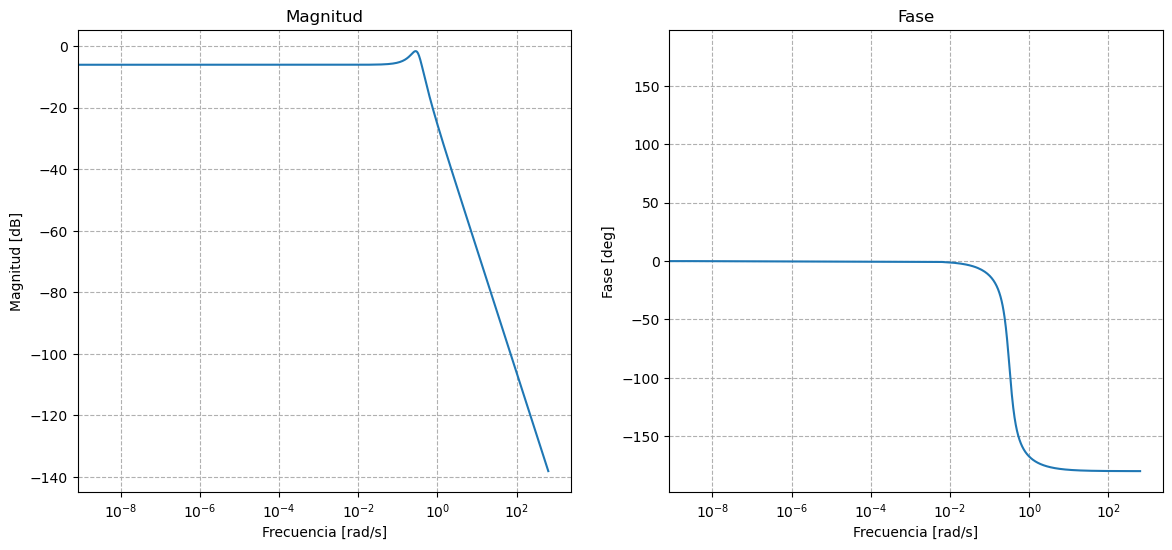 Magnitud
0
−20
−40
−60
−80
−100
−120
−140
Magnitud [dB]
10⁻⁸ 10⁻⁶ 10⁻⁴ 10⁻² 10⁰ 10²
Frecuencia [rad/s]
Fase
150
100
50
0
−50
−100
−150
Fase [deg]
10⁻⁸ 10⁻⁶ 10⁻⁴ 10⁻² 10⁰ 10²
Frecuencia [rad/s]